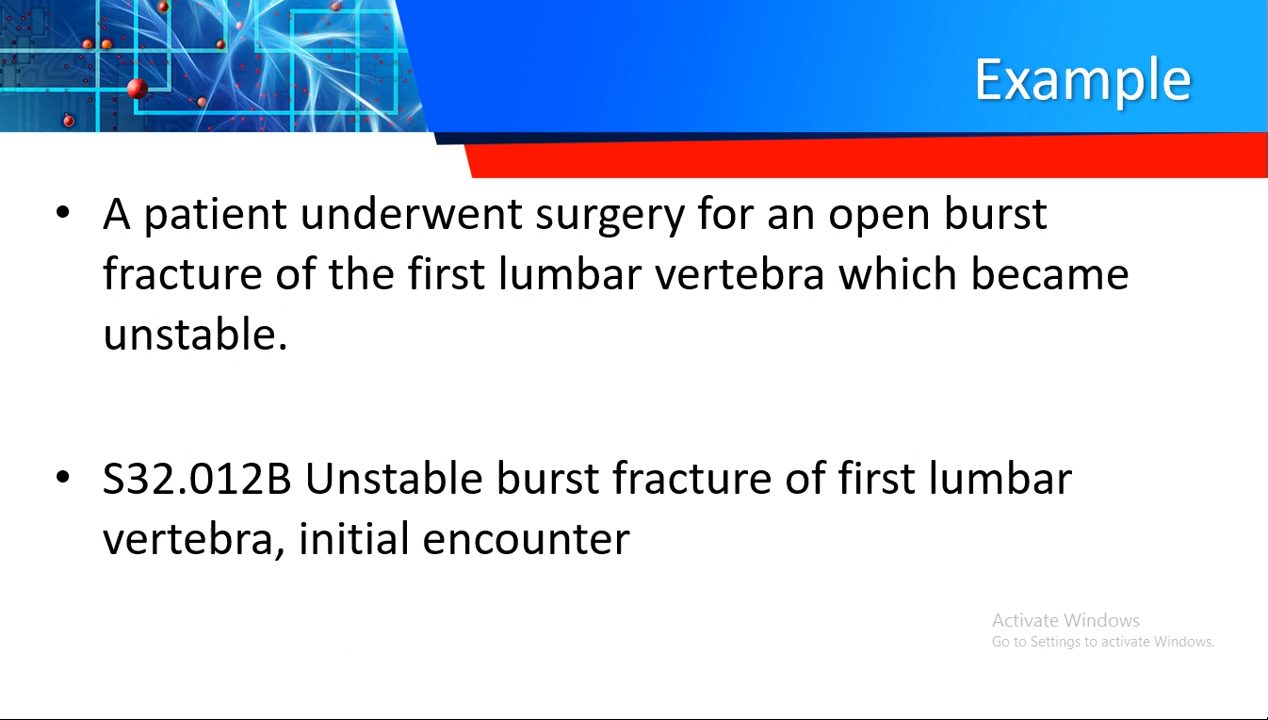 Example
• A patient underwent surgery for an open burst
fracture of the first lumbar vertebra which became
unstable.
• S32.012B Unstable burst fracture of first lumbar
vertebra, initial encounter
Activate Windows
Go to Settings to activate Windows.